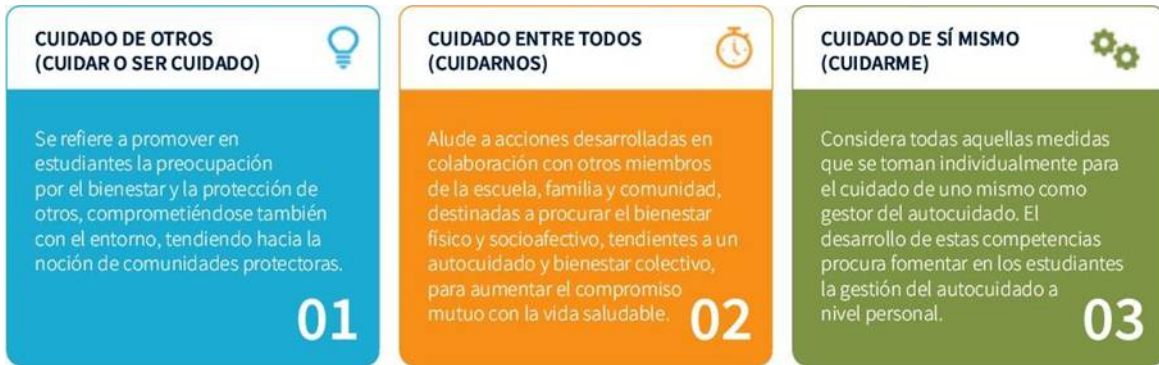 CUIDADO DE OTROS
(CUIDAR O SER CUIDADO)
Se refiere a promover en
estudiantes la preocupación
por el bienestar y la protección de
otros, comprometiéndose también
con el entorno, tendiendo hacia la
noción de comunidades protectoras.
01
CUIDADO ENTRE TODOS
(CUIDARNOS)
Alude a acciones desarrolladas en
colaboración con otros miembros
de la escuela, familia y comunidad,
destinadas a procurar el bienestar
físico y socioafectivo, tendientes a un
autocuidado y bienestar colectivo,
para aumentar el compromiso
mutuo con la vida saludable.
02
CUIDADO DE SÍ MISMO
(CUIDARME)
Considera todas aquellas medidas
que se toman individualmente para
el cuidado de uno mismo como
gestor del autocuidado. El
desarrollo de estas competencias
procura fomentar en los estudiantes
la gestión del autocuidado a
nivel personal.
03